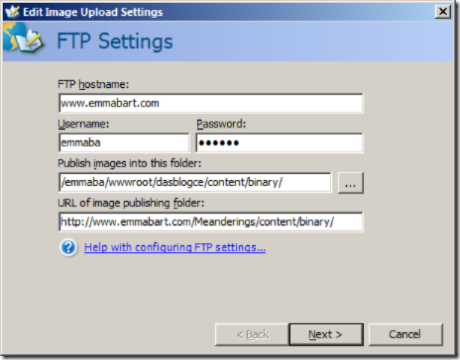 Edit Image Upload Settings
FTP Settings
FTP hostname:
www.emmabart.com
Username: Password:
emmaba ●●●●●●
Publish images into this folder:
/emmaba/wwwroot/dasblogce/content/binary/ ...
URL of image publishing folder:
http://www.emmabart.com/Meanderings/content/binary/
Help with configuring FTP settings...
< Back Next > Cancel